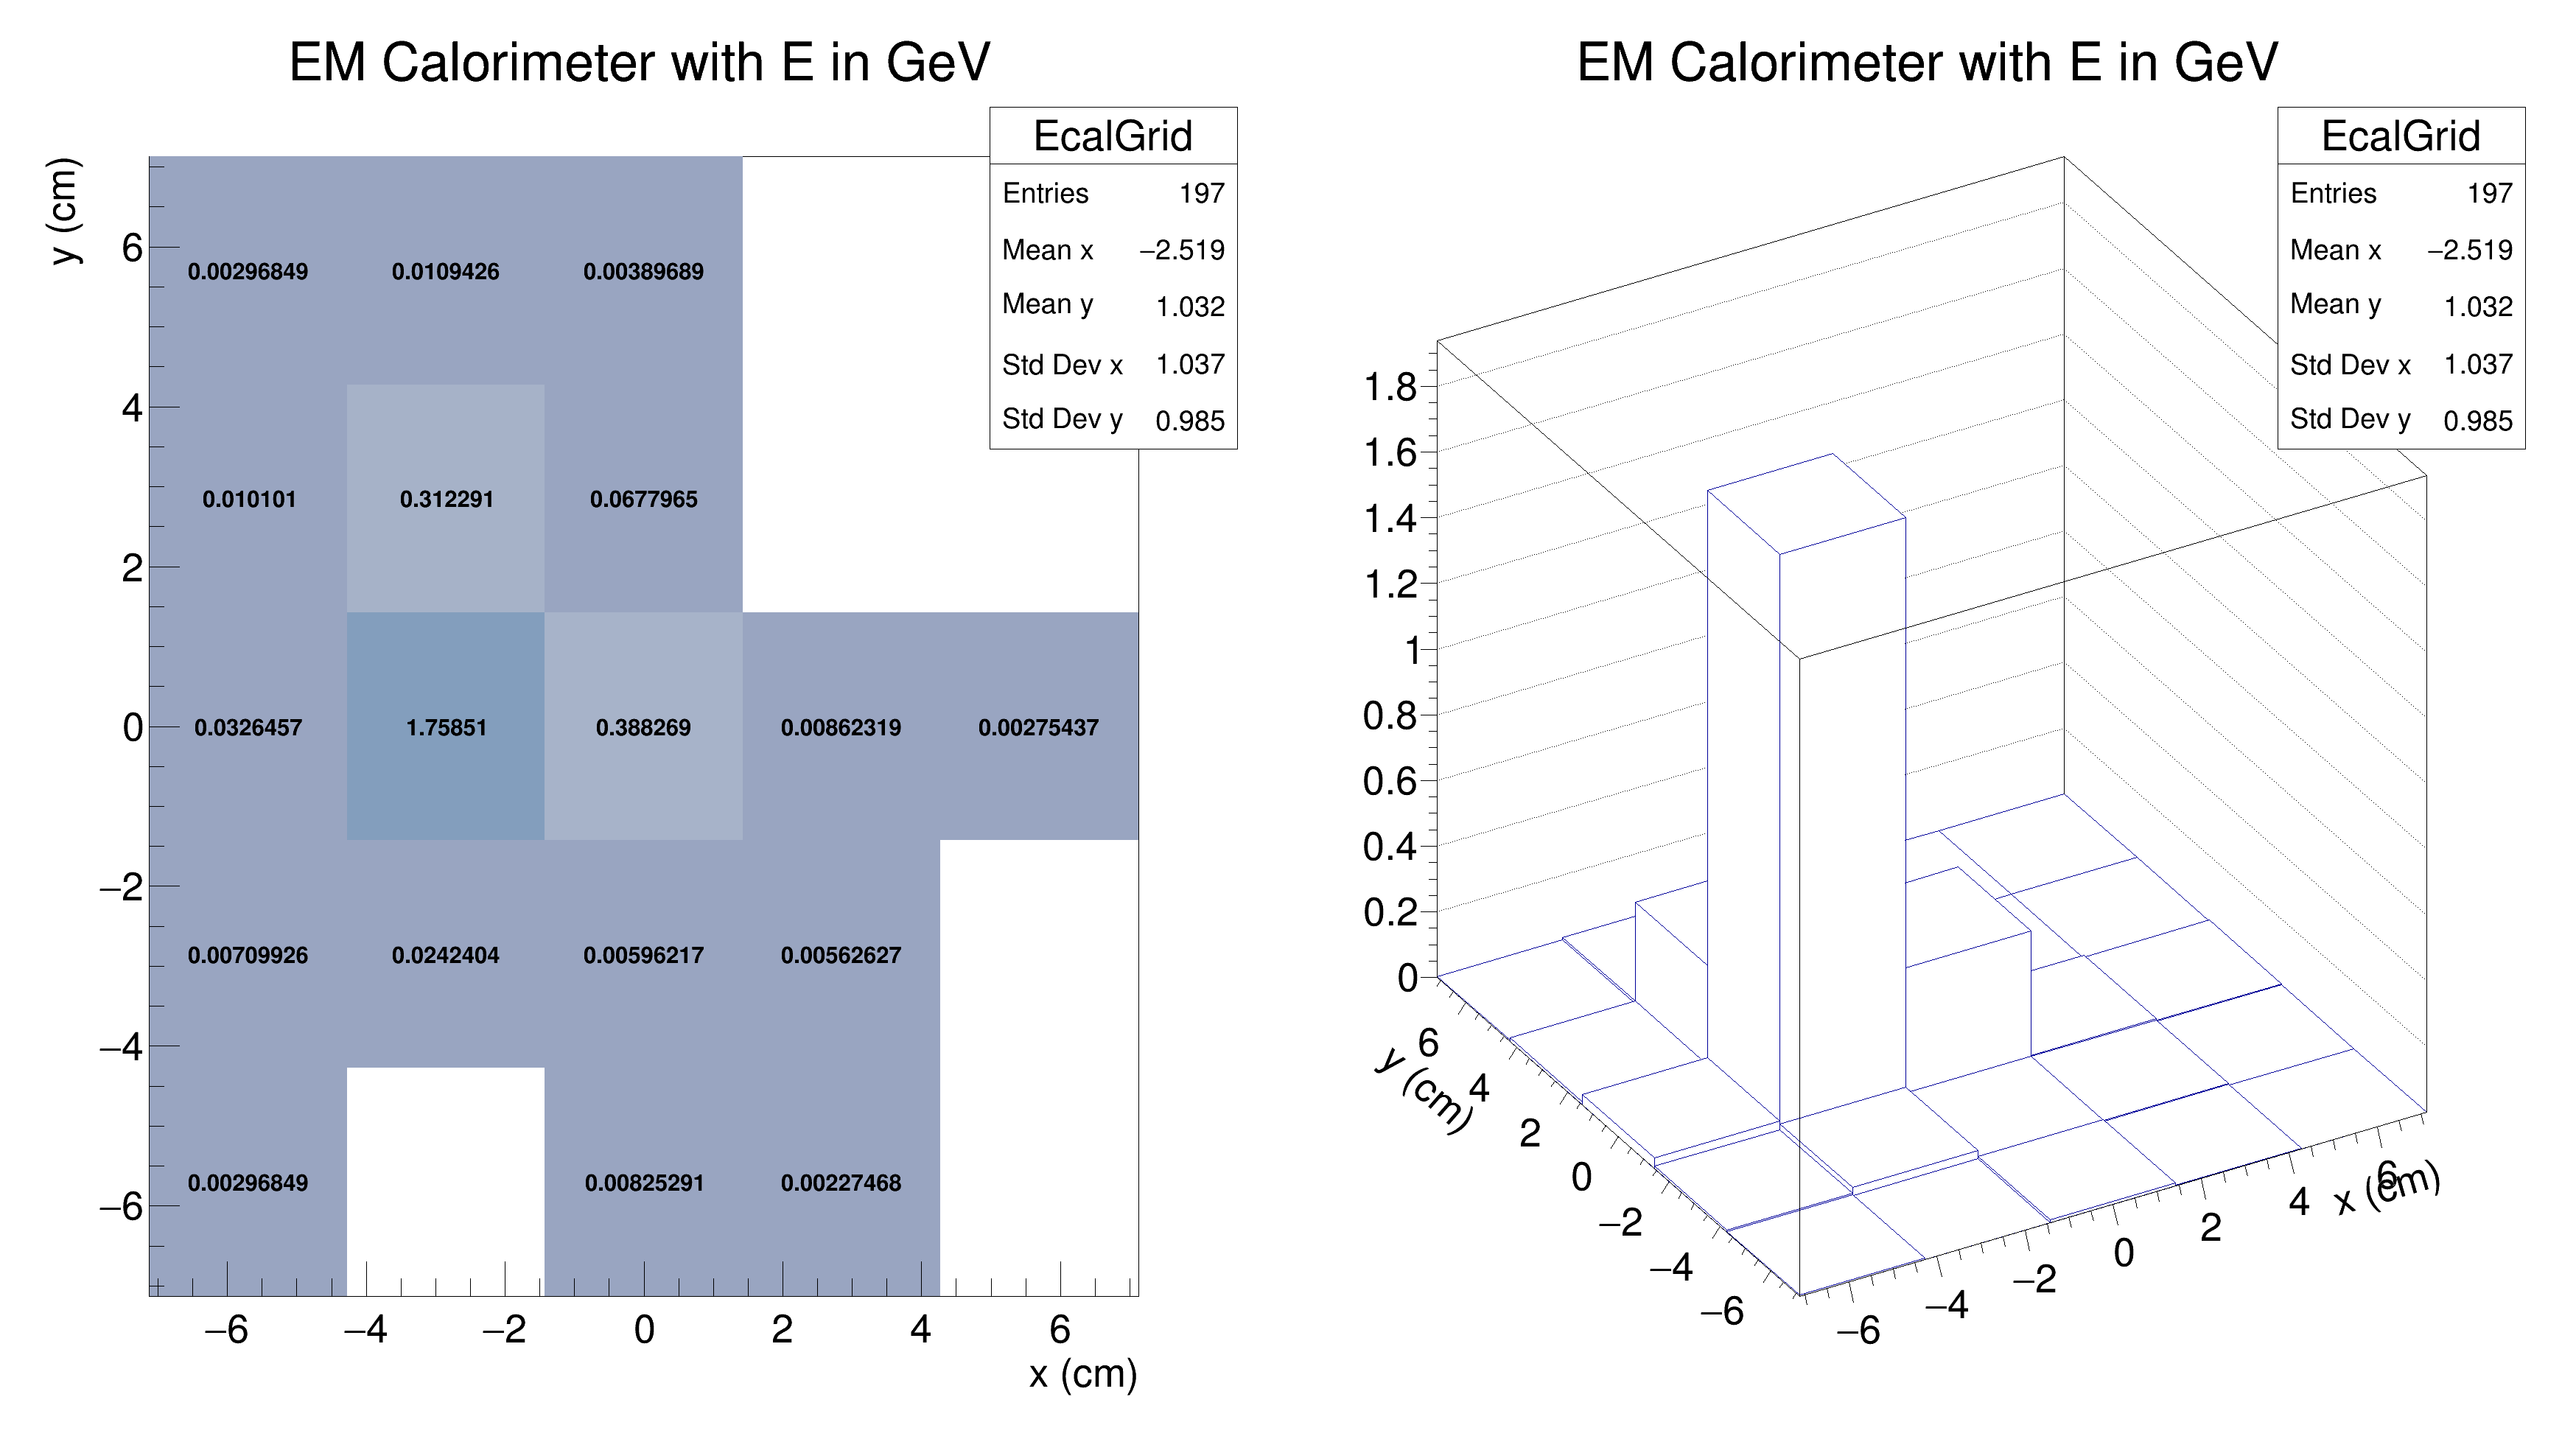 EM Calorimeter with E in GeV
EcalGrid
Entries 197
Mean x −2.519
Mean y 1.032
Std Dev x 1.037
Std Dev y 0.985
y (cm)
6
4
2
0
−2
−4
−6
0.00296849 0.0109426 0.00389689
0.010101 0.312291 0.0677965
0.0326457 1.75851 0.388269 0.00862319 0.00275437
0.00709926 0.0242404 0.00596217 0.00562627
0.00296849 0.00825291 0.00227468
−6 −4 −2 0 2 4 6
x (cm)
EM Calorimeter with E in GeV
EcalGrid
Entries 197
Mean x −2.519
Mean y 1.032
Std Dev x 1.037
Std Dev y 0.985
1.8
1.6
1.4
1.2
1
0.8
0.6
0.4
0.2
0
y (cm)
6
4
2
0
−2
−4
−6
−6
−4
−2
0
2
4
6
x (cm)